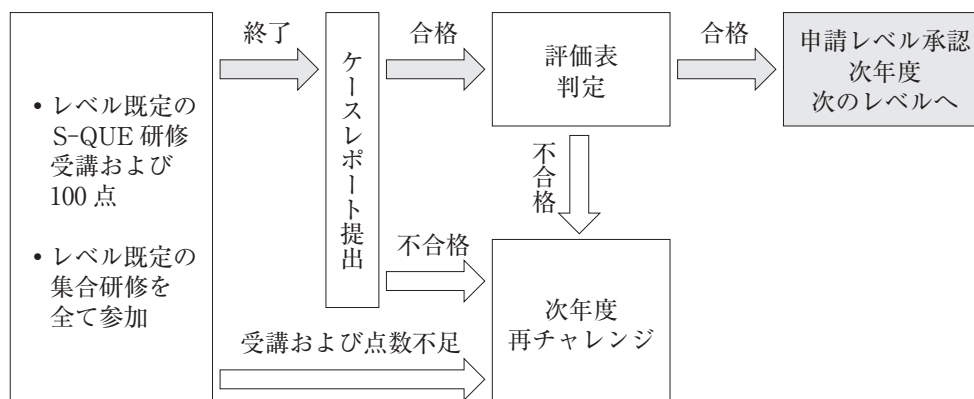 • レベル既定の
S-QUE 研修
受講および
100 点
• レベル既定の
集合研修を
全て参加
終了
ケースレポート提出
合格
評価表
判定
合格
申請レベル承認
次年度
次のレベルへ
不合格
不合格
受講および点数不足
次年度
再チャレンジ